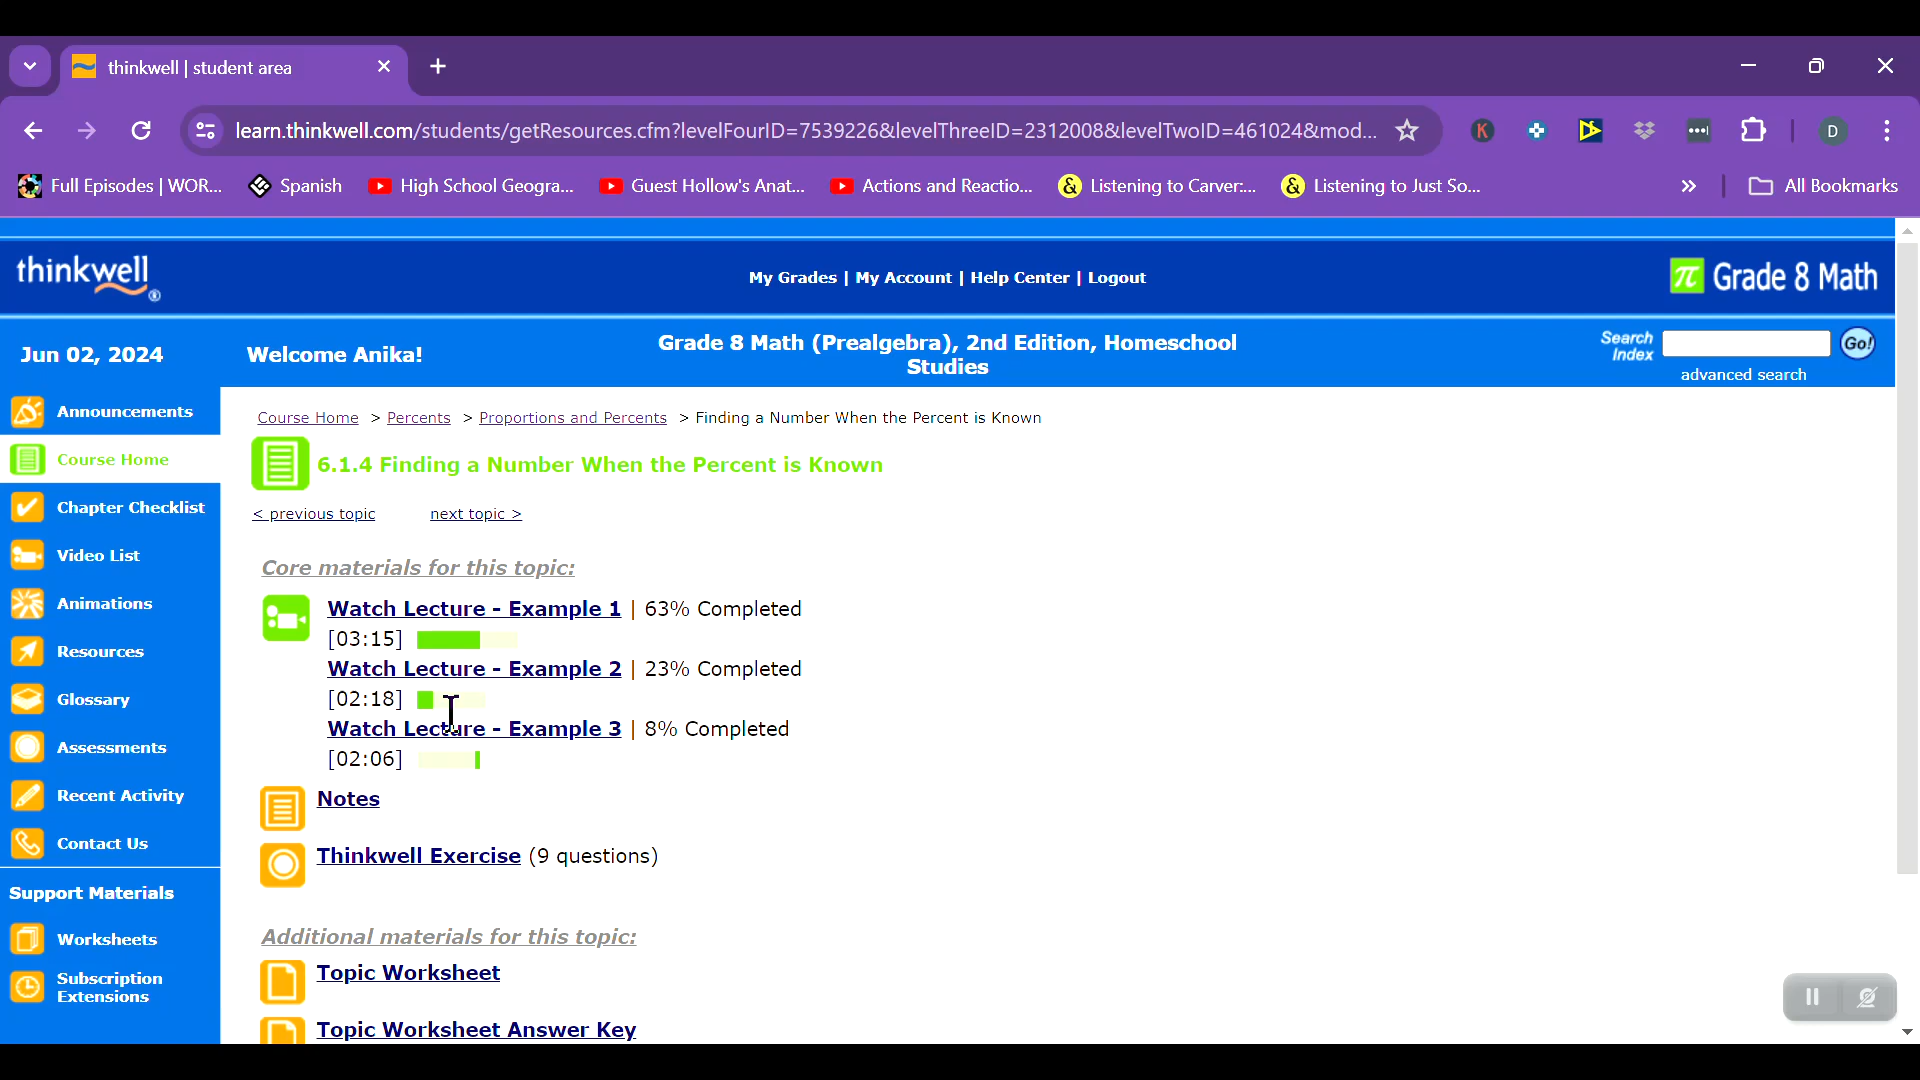 thinkwell | student area
learn.thinkwell.com/students/getResources.cfm?levelFourID=7539226&levelThreeID=2312008&levelTwoID=461024&mod...
K
D
Full Episodes | WOR...
Spanish
High School Geogra...
Guest Hollow's Anat...
Actions and Reactio...
& Listening to Carver:...
& Listening to Just So...
All Bookmarks
thinkwell®
My Grades | My Account | Help Center | Logout
π Grade 8 Math
Jun 02, 2024
Welcome Anika!
Grade 8 Math (Prealgebra), 2nd Edition, Homeschool
Studies
Search
Index
Go!
advanced search
Announcements
Course Home
Chapter Checklist
Video List
Animations
Resources
Glossary
Assessments
Recent Activity
Contact Us
Support Materials
Worksheets
Subscription
Extensions
Course Home > Percents > Proportions and Percents > Finding a Number When the Percent is Known
6.1.4 Finding a Number When the Percent is Known
< previous topic
next topic >
Core materials for this topic:
Watch Lecture - Example 1 | 63% Completed
[03:15]
Watch Lecture - Example 2 | 23% Completed
[02:18]
Watch Lecture - Example 3 | 8% Completed
[02:06]
Notes
Thinkwell Exercise (9 questions)
Additional materials for this topic:
Topic Worksheet
Topic Worksheet Answer Key